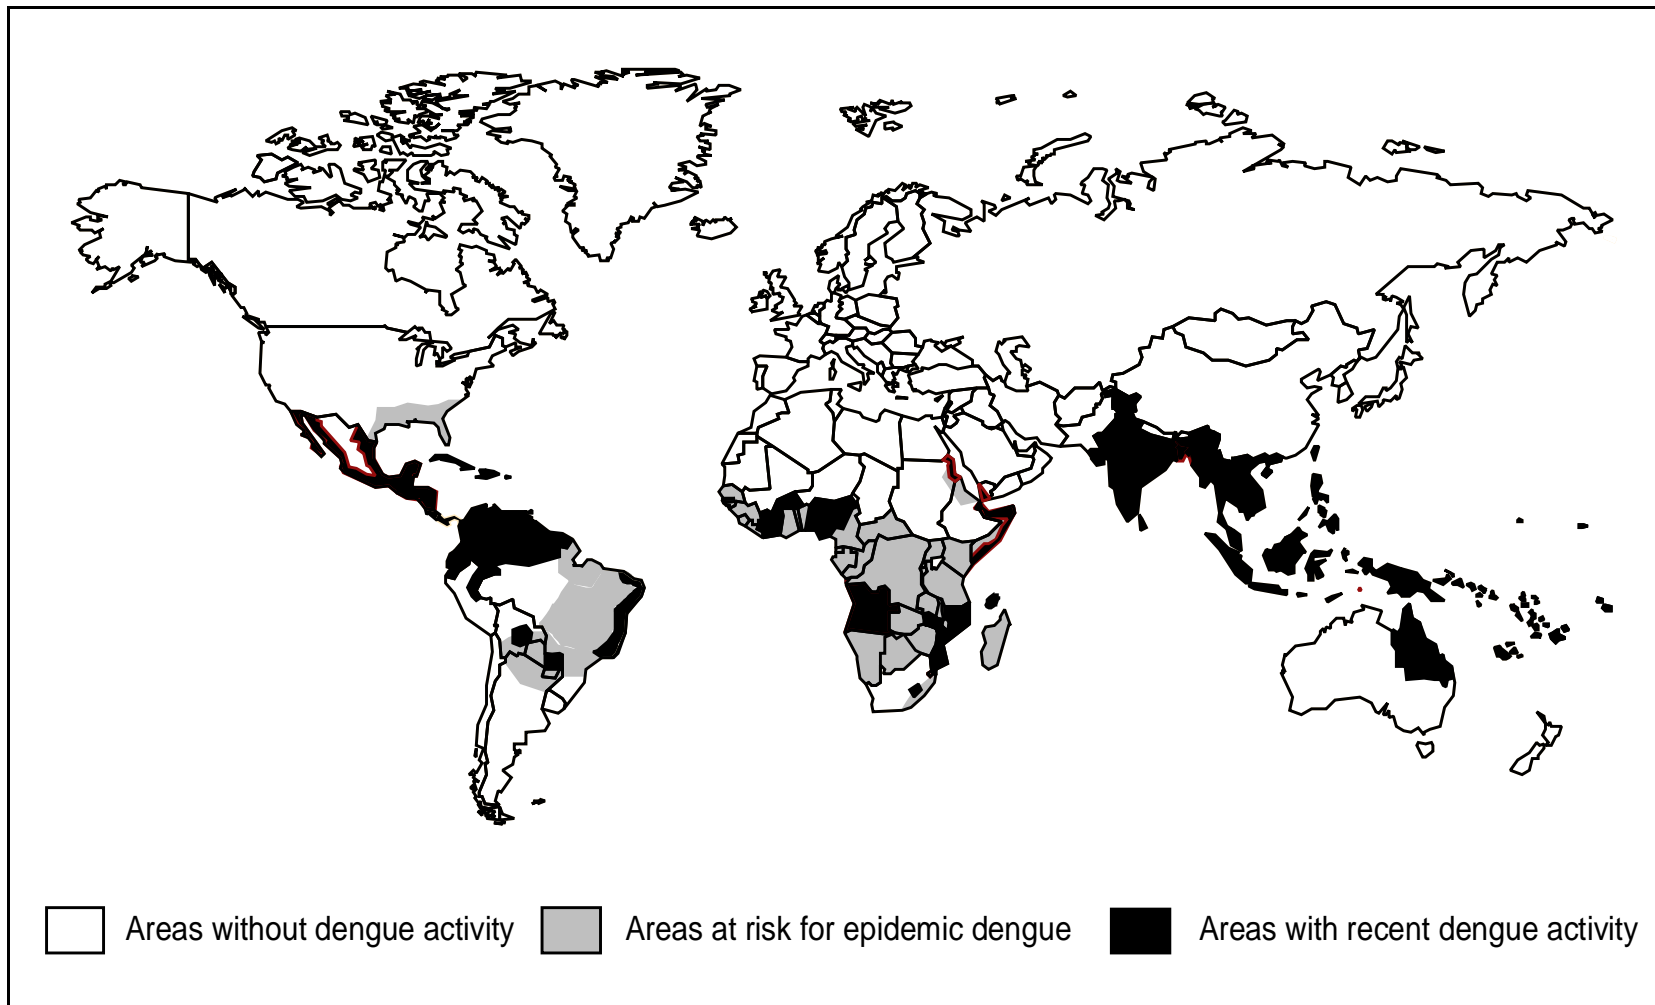 Areas without dengue activity
Areas at risk for epidemic dengue
Areas with recent dengue activity